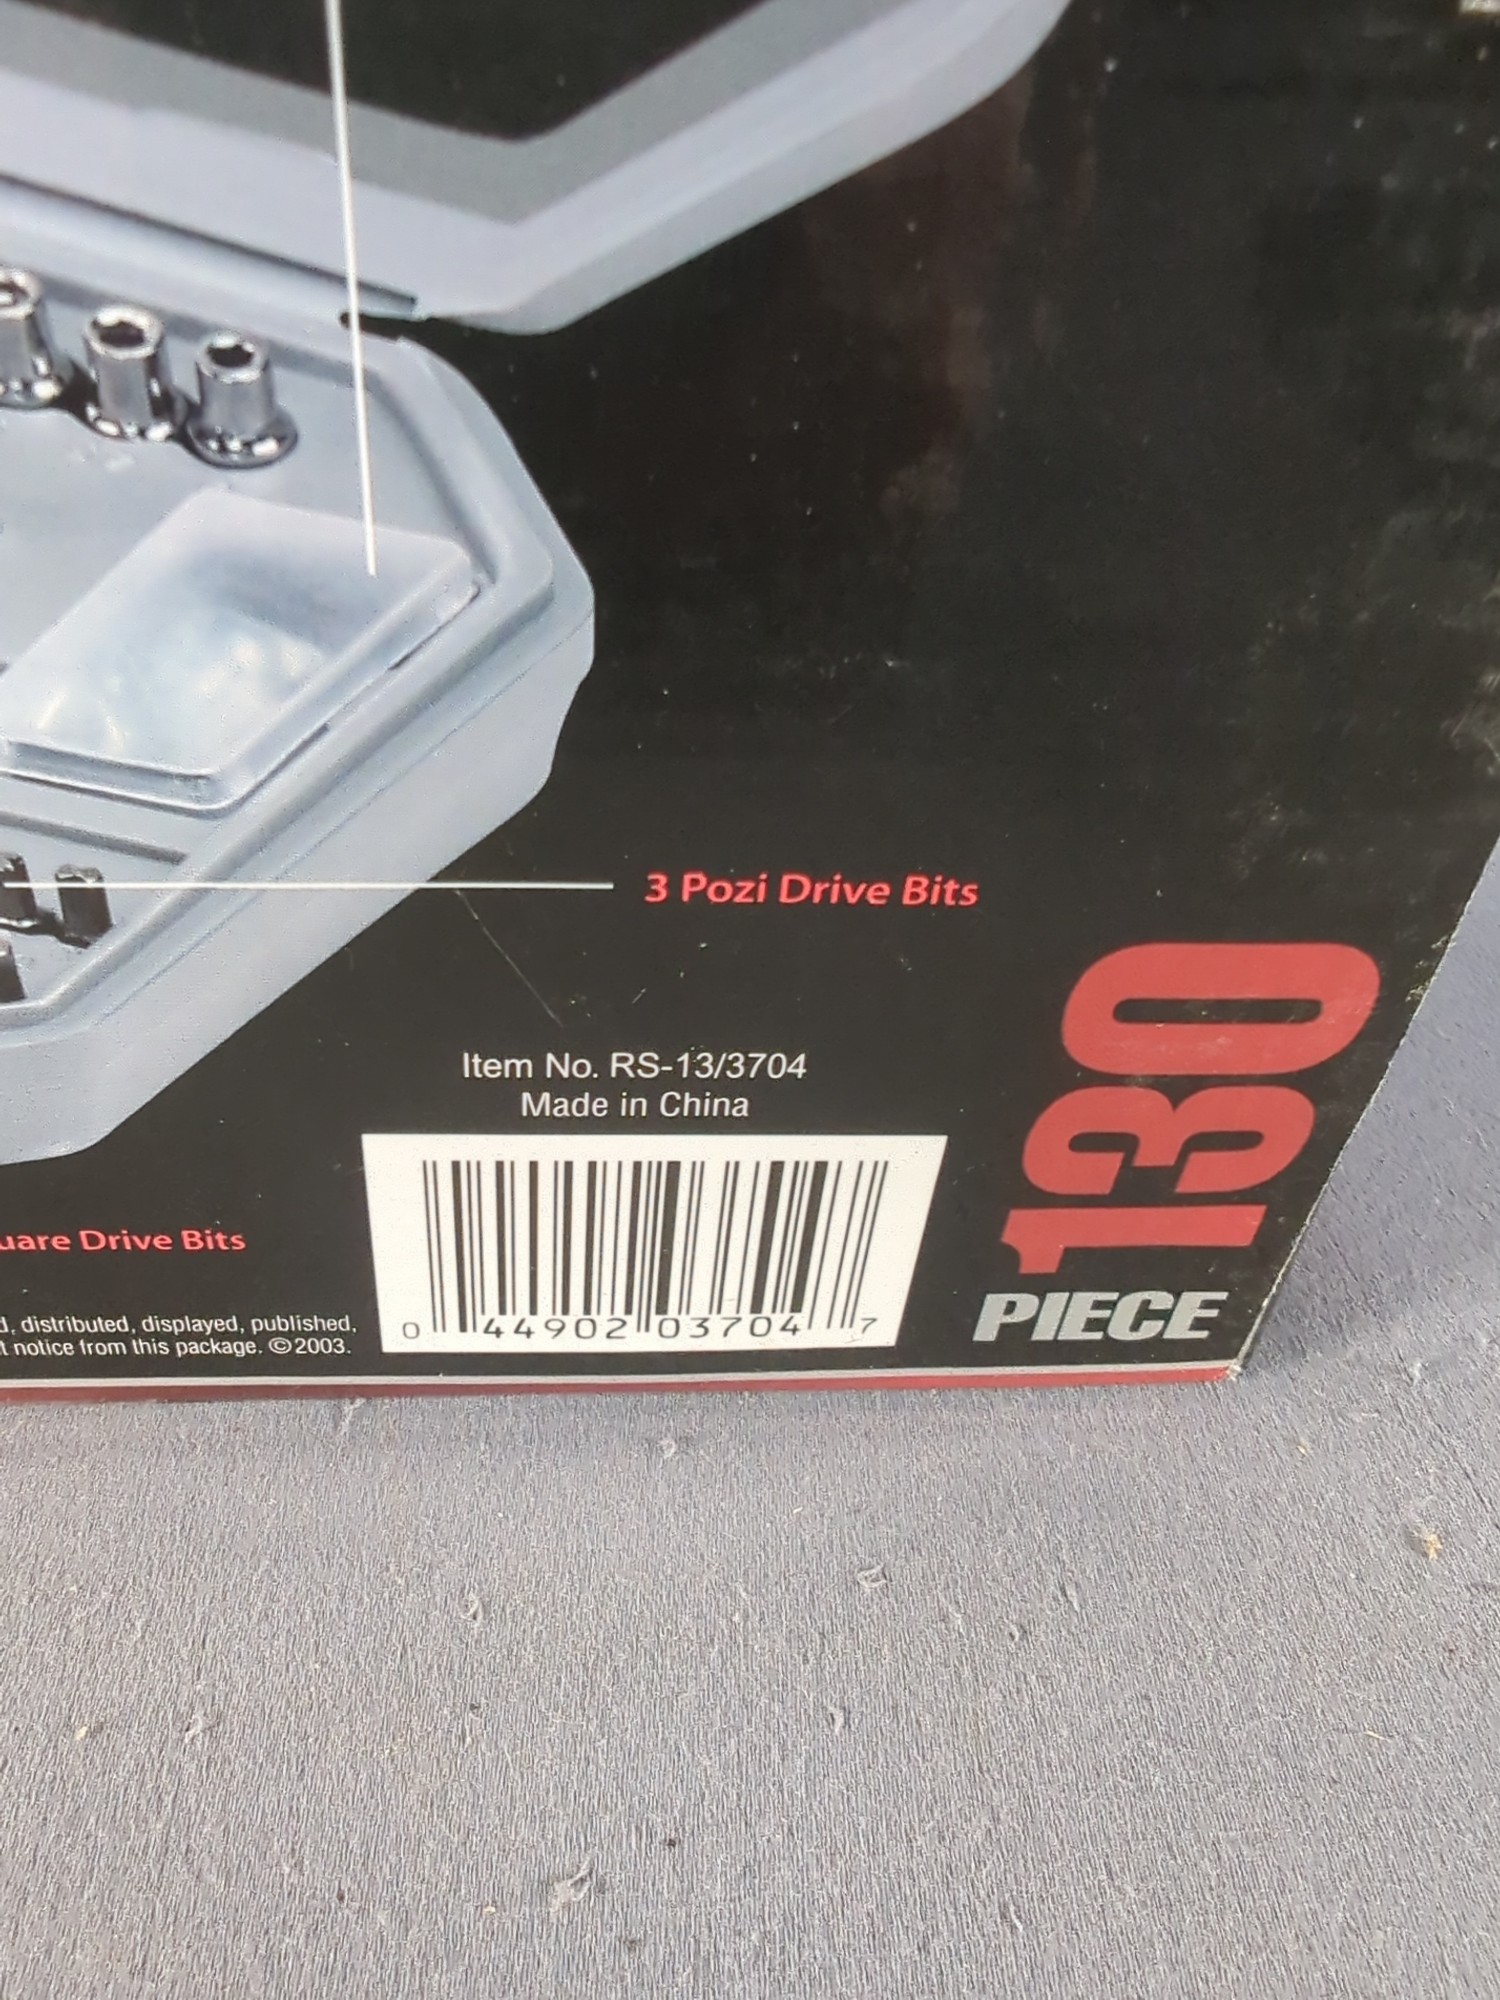 3 Pozi Drive Bits
Item No. RS-13/3704
Made in China
Drive Bits
distributed, displayed, published,
notice from this package. ©2003.
0 44902 03704 7
130
PIECE